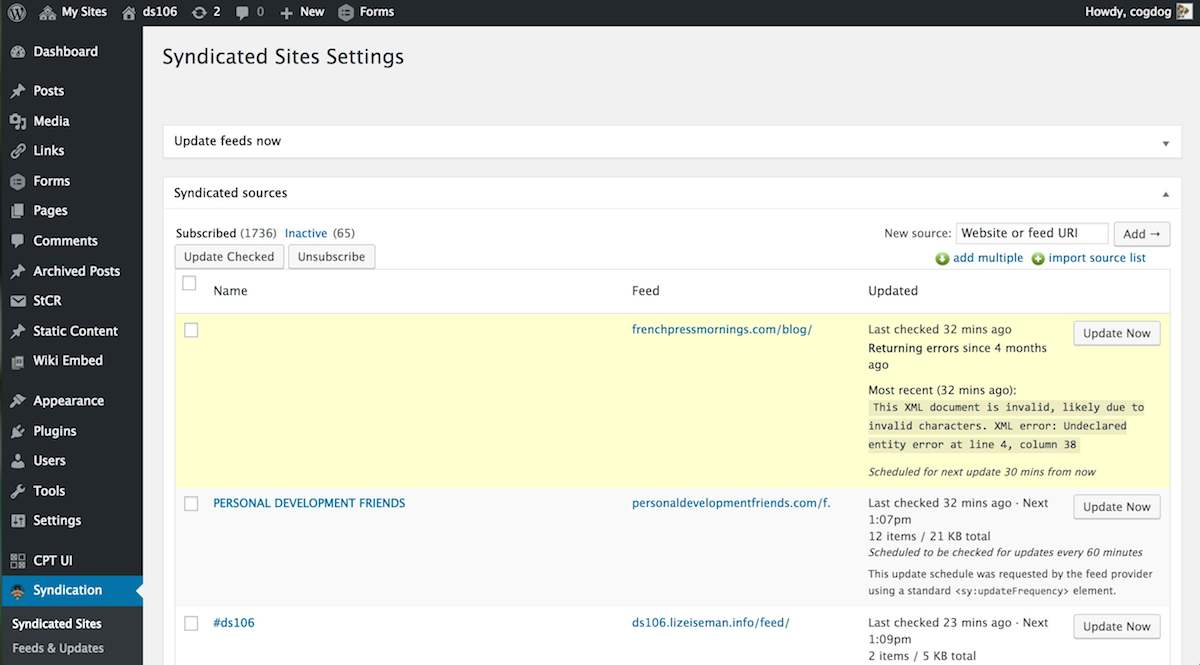 My Sites ds106 2 0 New Forms Howdy, cogdog
Dashboard
Posts
Media
Links
Forms
Pages
Comments
Archived Posts
StCR
Static Content
Wiki Embed
Appearance
Plugins
Users
Tools
Settings
CPT UI
Syndication
Syndicated Sites
Feeds & Updates
Syndicated Sites Settings
Update feeds now
Syndicated sources
Subscribed (1736) Inactive (65)
New source: Website or feed URI Add →
Update Checked Unsubscribe
add multiple import source list
Name Feed Updated
frenchpressmornings.com/blog/
Last checked 32 mins ago
Update Now
Returning errors since 4 months
ago
Most recent (32 mins ago):
This XML document is invalid, likely due to
invalid characters. XML error: Undeclared
entity error at line 4, column 38
Scheduled for next update 30 mins from now
PERSONAL DEVELOPMENT FRIENDS
personaldevelopmentfriends.com/f.
Last checked 32 mins ago · Next
1:07pm
Update Now
12 items / 21 KB total
Scheduled to be checked for updates every 60 minutes
This update schedule was requested by the feed provider
using a standard <sy:updateFrequency> element.
#ds106
ds106.lizeiseman.info/feed/
Last checked 23 mins ago · Next
1:09pm
Update Now
2 items / 5 KB total